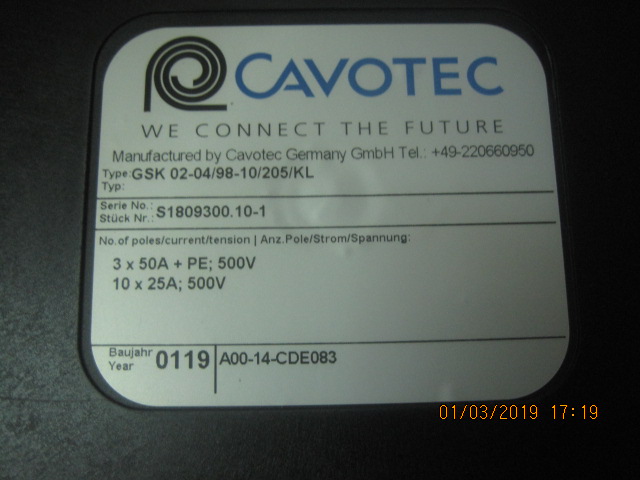 CAVOTEC
WE CONNECT THE FUTURE
Manufactured by Cavotec Germany GmbH Tel.: +49-220660950
Type: GSK 02-04/98-10/205/KL
Typ:
Serie No.: S1809300.10-1
Stück Nr.:
No.of poles/current/tension | Anz.Pole/Strom/Spannung:
3 x 50A + PE; 500V
10 x 25A; 500V
Baujahr 0119 A00-14-CDE083
Year
01/03/2019 17:19